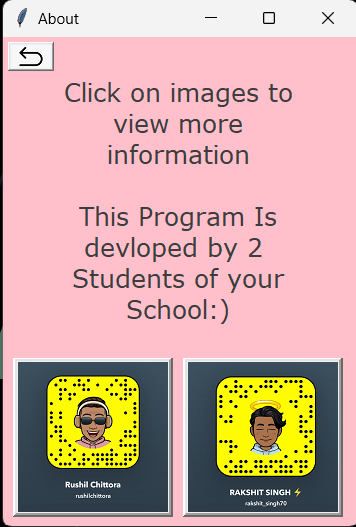 About
Click on images to
view more
information
This Program Is
devloped by 2
Students of your
School:)
Rushil Chittora
rushilchittora
RAKSHIT SINGH ⚡
rakshit_singh70